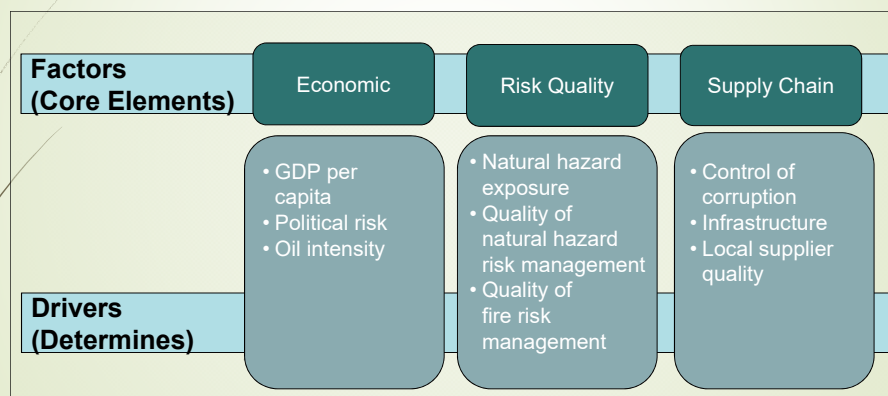 Factors
(Core Elements)
Economic
Risk Quality
Supply Chain
• GDP per
capita
• Political risk
• Oil intensity
• Natural hazard
exposure
• Quality of
natural hazard
risk management
• Quality of
fire risk
management
• Control of
corruption
• Infrastructure
• Local supplier
quality
Drivers
(Determines)